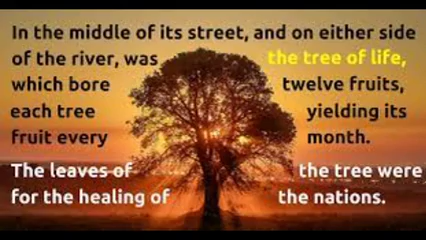 In the middle of its street, and on either side
of the river, was the tree of life,
which bore twelve fruits,
each tree yielding its
fruit every month.
The leaves of the tree were
for the healing of the nations.